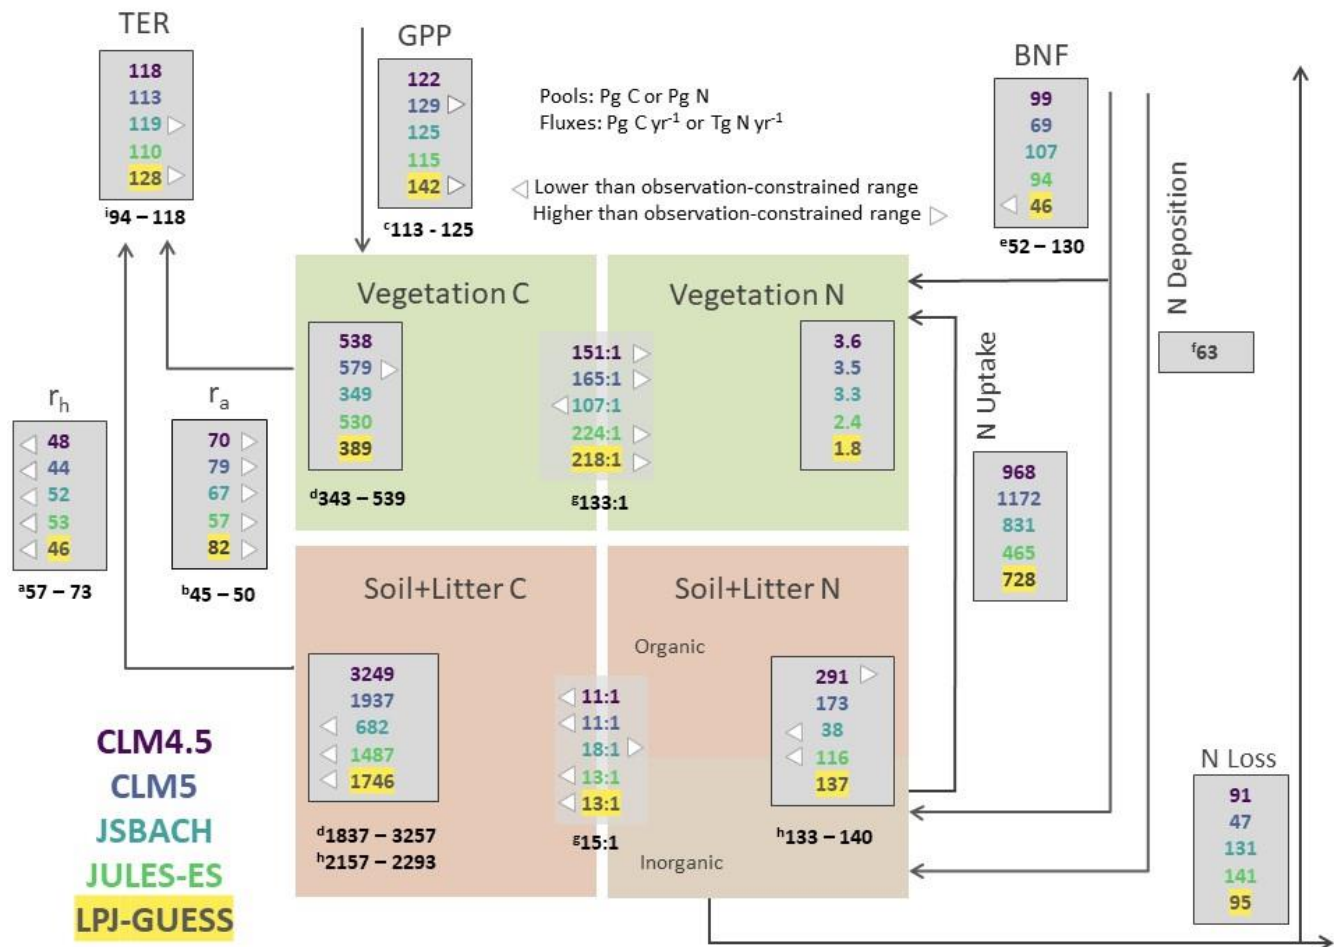 TER
118
113
119
110
128
ⁱ94 – 118
GPP
122
129
125
115
142
ᶜ113 - 125
Pools: Pg C or Pg N
Fluxes: Pg C yr⁻¹ or Tg N yr⁻¹
◁ Lower than observation-constrained range
Higher than observation-constrained range ▷
BNF
99
69
107
94
46
ᵉ52 – 130
N Deposition
ᶠ63
Vegetation C
538
579
349
530
389
ᵈ343 – 539
151:1
165:1
107:1
224:1
218:1
ᵍ133:1
Vegetation N
3.6
3.5
3.3
2.4
1.8
N Uptake
968
1172
831
465
728
rₕ
48
44
52
53
46
ᵃ57 – 73
rₐ
70
79
67
57
82
ᵇ45 – 50
Soil+Litter C
3249
1937
682
1487
1746
ᵈ1837 – 3257
ʰ2157 – 2293
11:1
11:1
18:1
13:1
13:1
ᵍ15:1
Soil+Litter N
Organic
291
173
38
116
137
ʰ133 – 140
Inorganic
N Loss
91
47
131
141
95
CLM4.5
CLM5
JSBACH
JULES-ES
LPJ-GUESS